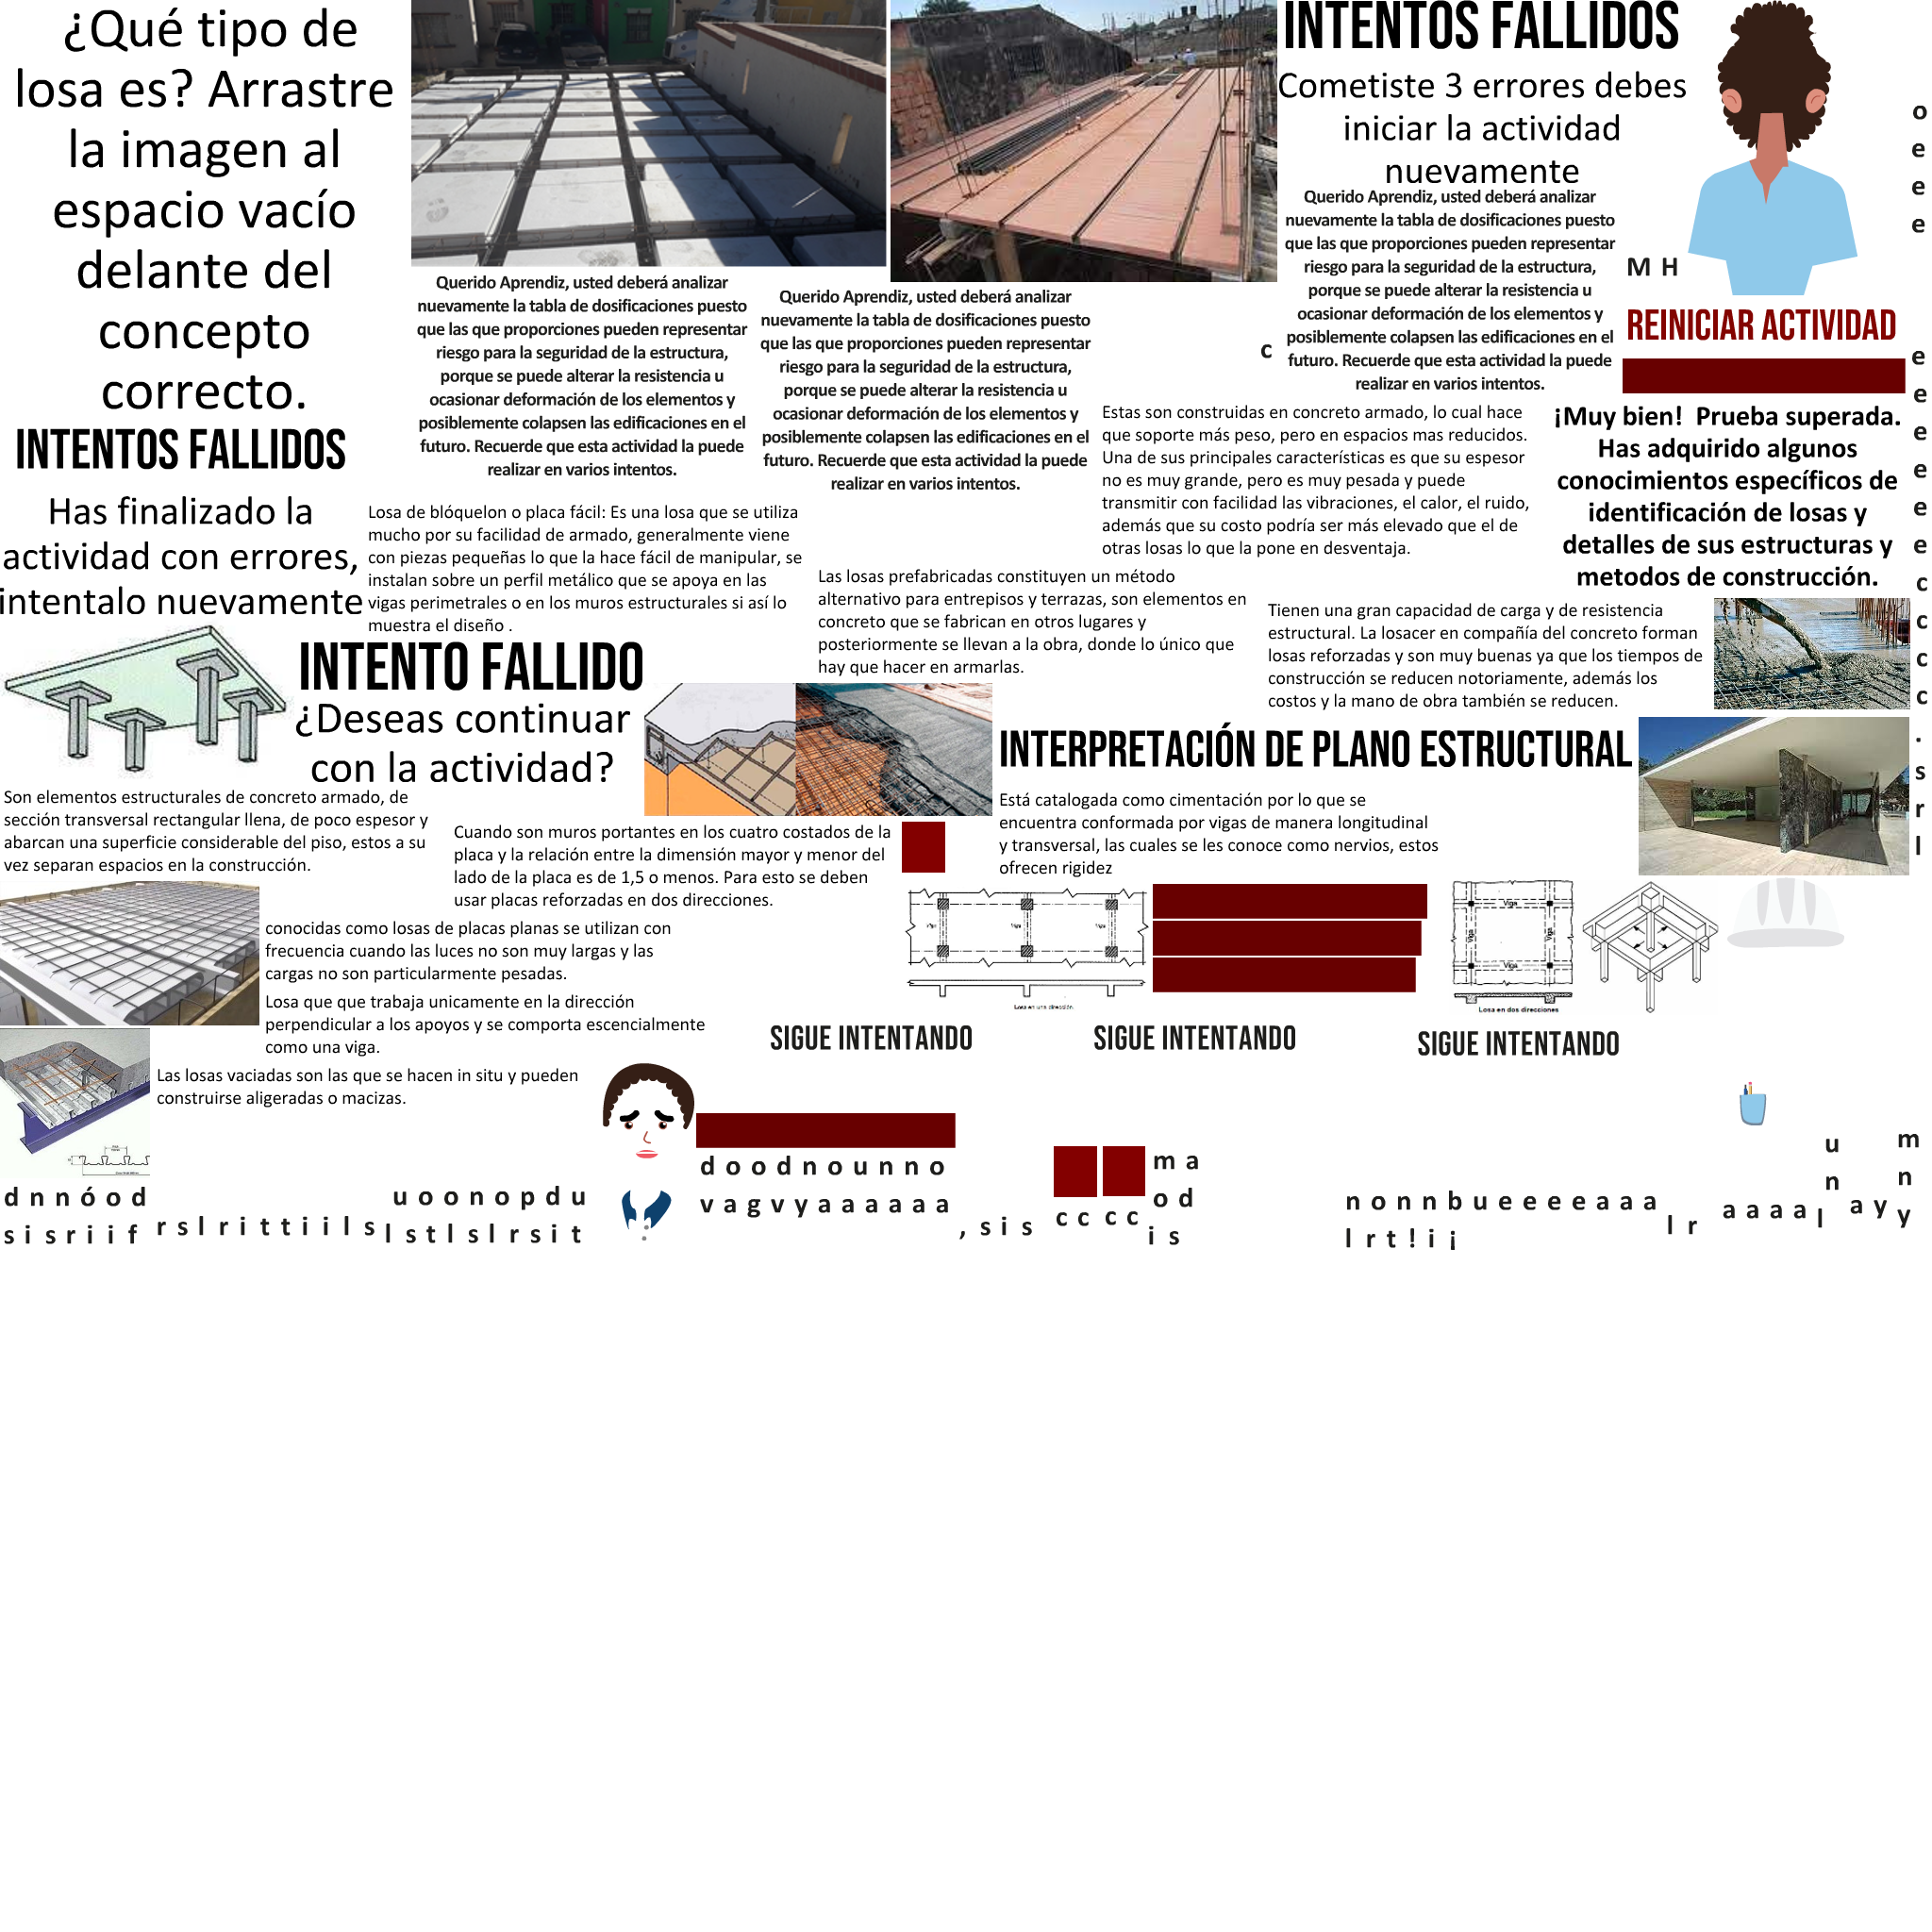 ¿Qué tipo de
losa es? Arrastre
la imagen al
espacio vacío
delante del
concepto
correcto.
INTENTOS FALLIDOS
Has finalizado la
actividad con errores,
intentalo nuevamente
Querido Aprendiz, usted deberá analizar
nuevamente la tabla de dosificaciones puesto
que las que proporciones pueden representar
riesgo para la seguridad de la estructura,
porque se puede alterar la resistencia u
ocasionar deformación de los elementos y
posiblemente colapsen las edificaciones en el
futuro. Recuerde que esta actividad la puede
realizar en varios intentos.
Querido Aprendiz, usted deberá analizar
nuevamente la tabla de dosificaciones puesto
que las que proporciones pueden representar
riesgo para la seguridad de la estructura,
porque se puede alterar la resistencia u
ocasionar deformación de los elementos y
posiblemente colapsen las edificaciones en el
futuro. Recuerde que esta actividad la puede
realizar en varios intentos.
INTENTOS FALLIDOS
Cometiste 3 errores debes
iniciar la actividad
nuevamente
Querido Aprendiz, usted deberá analizar
nuevamente la tabla de dosificaciones puesto
que las que proporciones pueden representar
riesgo para la seguridad de la estructura,
porque se puede alterar la resistencia u
ocasionar deformación de los elementos y
posiblemente colapsen las edificaciones en el
futuro. Recuerde que esta actividad la puede
realizar en varios intentos.
c
M H
REINICIAR ACTIVIDAD
¡Muy bien! Prueba superada.
Has adquirido algunos
conocimientos específicos de
identificación de losas y
detalles de sus estructuras y
metodos de construcción.
o
e
e
e
e
e
e
e
e
e
c
c
c
c
.
s
r
l
Estas son construidas en concreto armado, lo cual hace
que soporte más peso, pero en espacios mas reducidos.
Una de sus principales características es que su espesor
no es muy grande, pero es muy pesada y puede
transmitir con facilidad las vibraciones, el calor, el ruido,
además que su costo podría ser más elevado que el de
otras losas lo que la pone en desventaja.
Losa de blóquelon o placa fácil: Es una losa que se utiliza
mucho por su facilidad de armado, generalmente viene
con piezas pequeñas lo que la hace fácil de manipular, se
instalan sobre un perfil metálico que se apoya en las
vigas perimetrales o en los muros estructurales si así lo
muestra el diseño .
Las losas prefabricadas constituyen un método
alternativo para entrepisos y terrazas, son elementos en
concreto que se fabrican en otros lugares y
posteriormente se llevan a la obra, donde lo único que
hay que hacer en armarlas.
Tienen una gran capacidad de carga y de resistencia
estructural. La losacer en compañía del concreto forman
losas reforzadas y son muy buenas ya que los tiempos de
construcción se reducen notoriamente, además los
costos y la mano de obra también se reducen.
INTENTO FALLIDO
¿Deseas continuar
con la actividad?
INTERPRETACIÓN DE PLANO ESTRUCTURAL
Son elementos estructurales de concreto armado, de
sección transversal rectangular llena, de poco espesor y
abarcan una superficie considerable del piso, estos a su
vez separan espacios en la construcción.
Cuando son muros portantes en los cuatro costados de la
placa y la relación entre la dimensión mayor y menor del
lado de la placa es de 1,5 o menos. Para esto se deben
usar placas reforzadas en dos direcciones.
Está catalogada como cimentación por lo que se
encuentra conformada por vigas de manera longitudinal
y transversal, las cuales se les conoce como nervios, estos
ofrecen rigidez
conocidas como losas de placas planas se utilizan con
frecuencia cuando las luces no son muy largas y las
cargas no son particularmente pesadas.
Losa que que trabaja unicamente en la dirección
perpendicular a los apoyos y se comporta escencialmente
como una viga.
Las losas vaciadas son las que se hacen in situ y pueden
construirse aligeradas o macizas.
Viga
Viga
Viga
Losa en una dirección
Viga
Viga
Viga
Viga
Losa en dos direcciones
SIGUE INTENTANDO
SIGUE INTENTANDO
SIGUE INTENTANDO
d n n ó o d
s i s r i i f
r s l r i t t i i l s
u o o n o p d u
l s t l s l r s i t
d o o d n o u n n o
v a g v y a a a a a a
, s i s
c c c c
m a
o d
i s
n o n n b u e e e e a a a
l r t ! i ¡
l r
a a a a l
u
n
a y
m
n
y